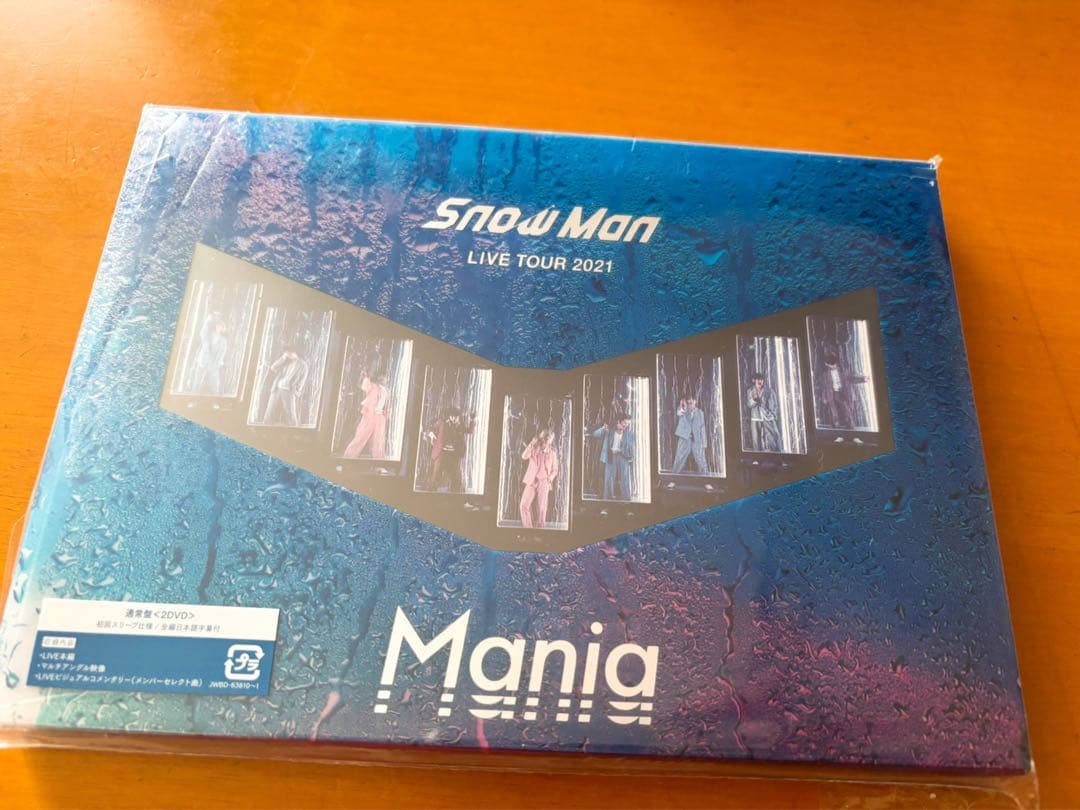 Snow Man
LIVE TOUR 2021
Mania
通常盤<2DVD>
初回スリーブ仕様 / 全編日本語字幕付
収録内容
・LIVE本編
・マルチアングル映像
・LIVEビジュアルコメンタリー(メンバーセレクト曲)
プラ
JWBD-63810~1